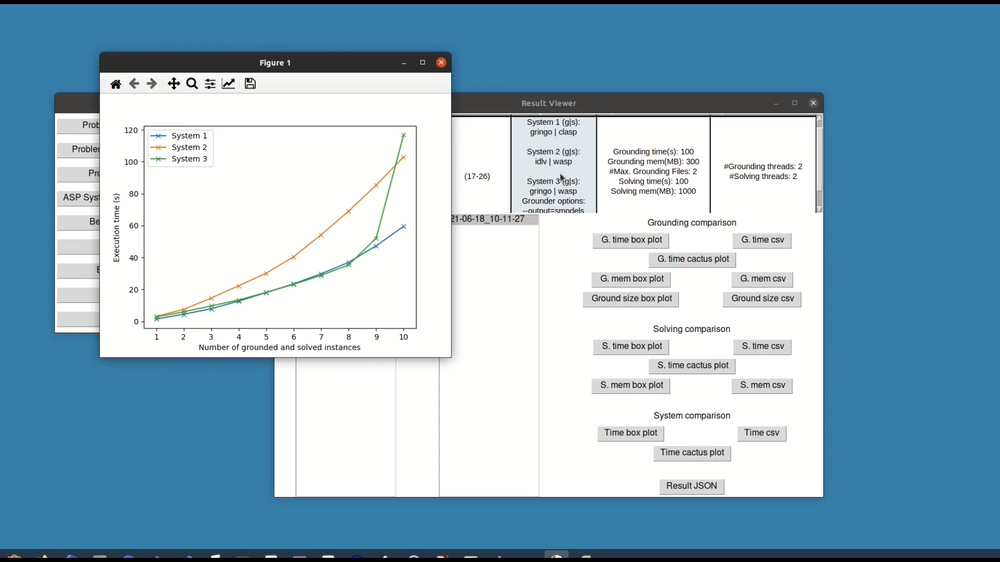 Figure 1
120
100
80
60
40
20
0
System 1
System 2
System 3
Execution time (s)
1 2 3 4 5 6 7 8 9 10
Number of grounded and solved instances
Result Viewer
(17-26)
System 1 (g|s):
gringo | clasp
System 2 (g|s):
idlv | wasp
System 3 (g|s):
gringo | wasp
Grounder options:
--output=smodels
Grounding time(s): 100
Grounding mem(MB): 300
#Max. Grounding Files: 2
Solving time(s): 100
Solving mem(MB): 1000
#Grounding threads: 2
#Solving threads: 2
21-06-18_10-11-27
Grounding comparison
G. time box plot G. time csv
G. time cactus plot
G. mem box plot G. mem csv
Ground size box plot Ground size csv
Solving comparison
S. time box plot S. time csv
S. time cactus plot
S. mem box plot S. mem csv
System comparison
Time box plot Time csv
Time cactus plot
Result JSON
ASP